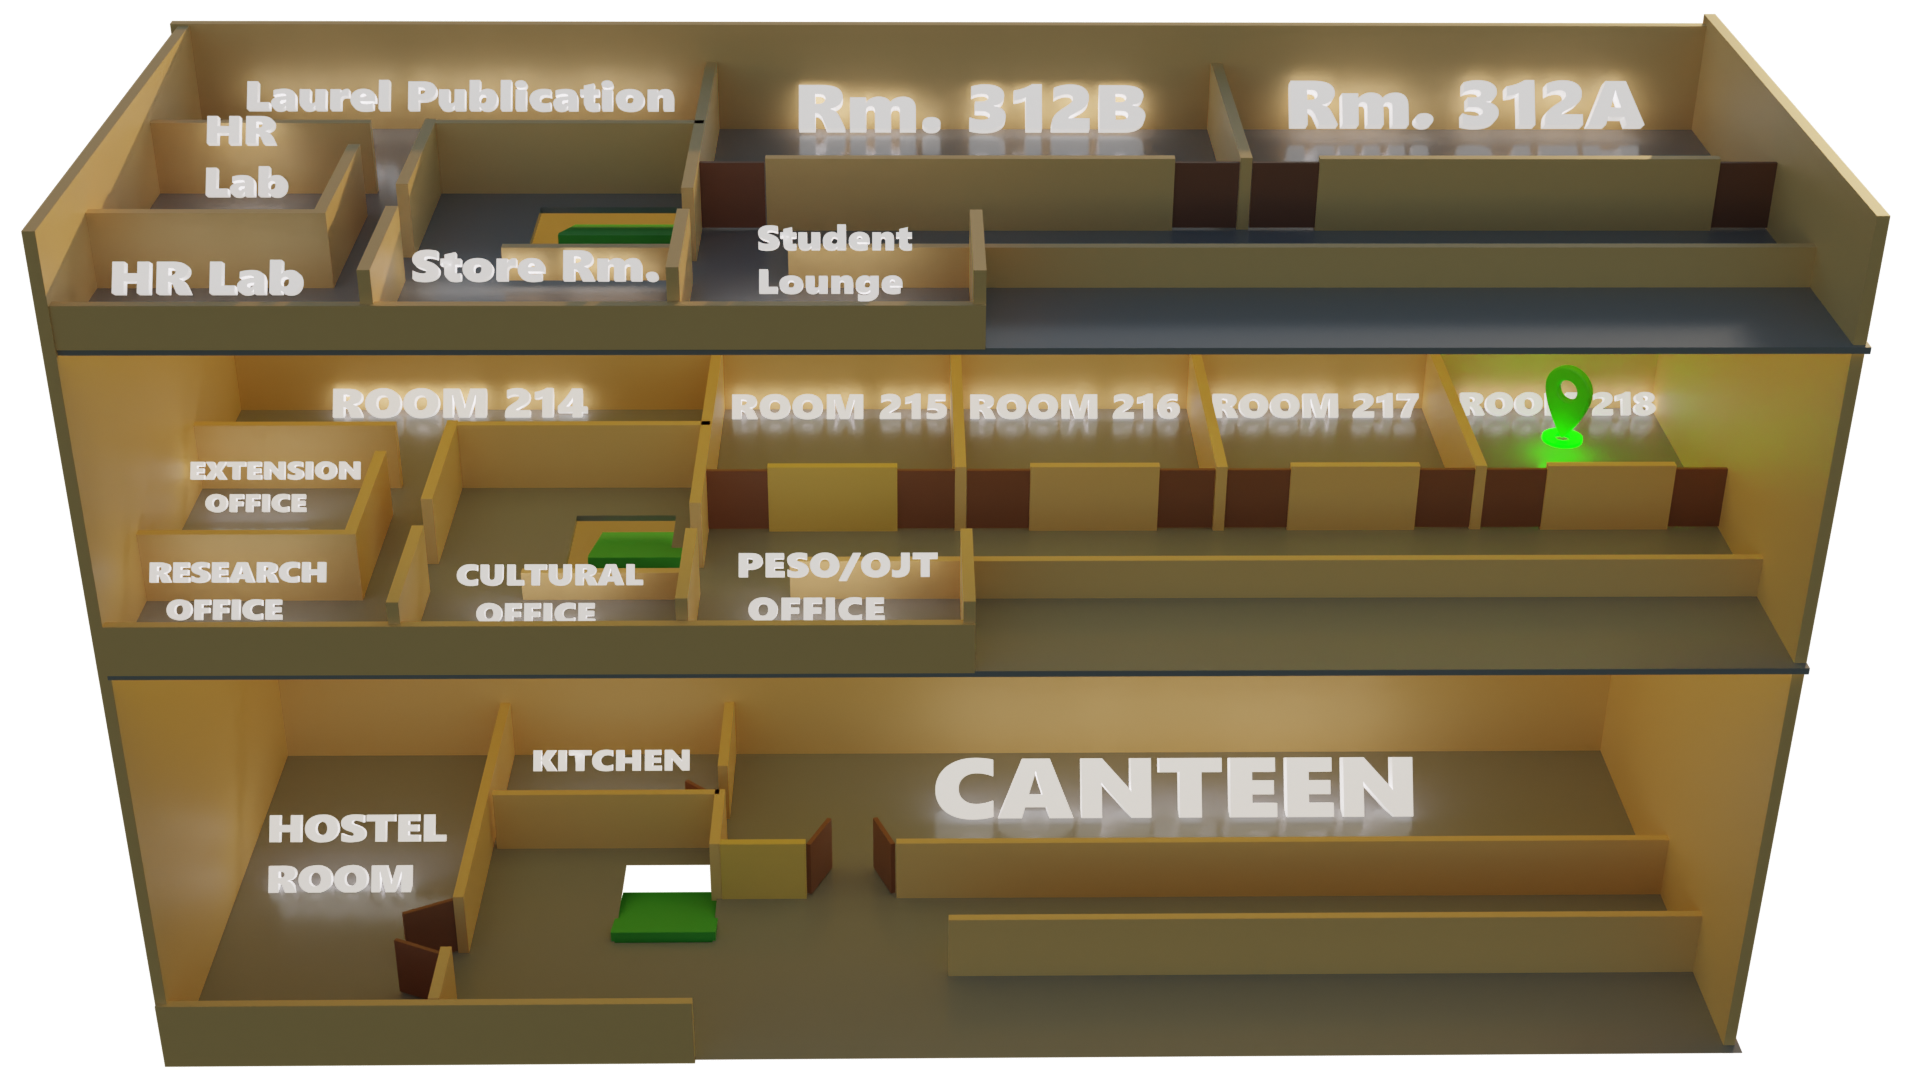 Laurel Publication
HR
Lab
HR Lab
Store Rm.
Student
Lounge
Rm. 312B
Rm. 312A
ROOM 214
ROOM 215
ROOM 216
ROOM 217
218
EXTENSION
OFFICE
RESEARCH
OFFICE
CULTURAL
OFFICE
PESO/OJT
OFFICE
KITCHEN
HOSTEL
ROOM
CANTEEN